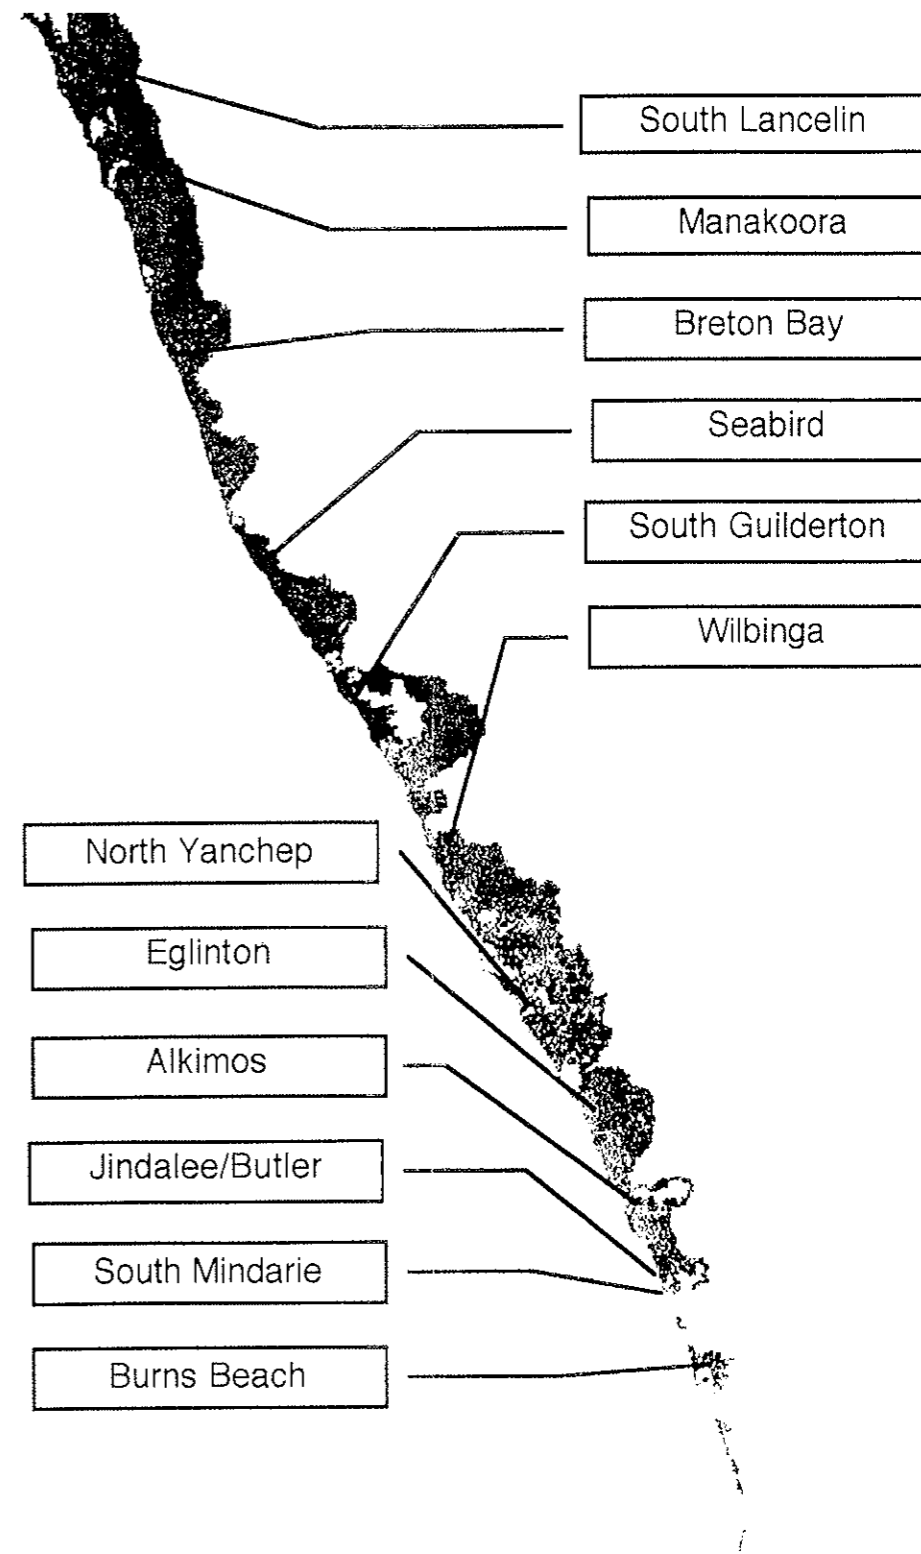 South Lancelin
Manakoora
Breton Bay
Seabird
South Guilderton
Wilbinga
North Yanchep
Eglinton
Alkimos
Jindalee/Butler
South Mindarie
Burns Beach